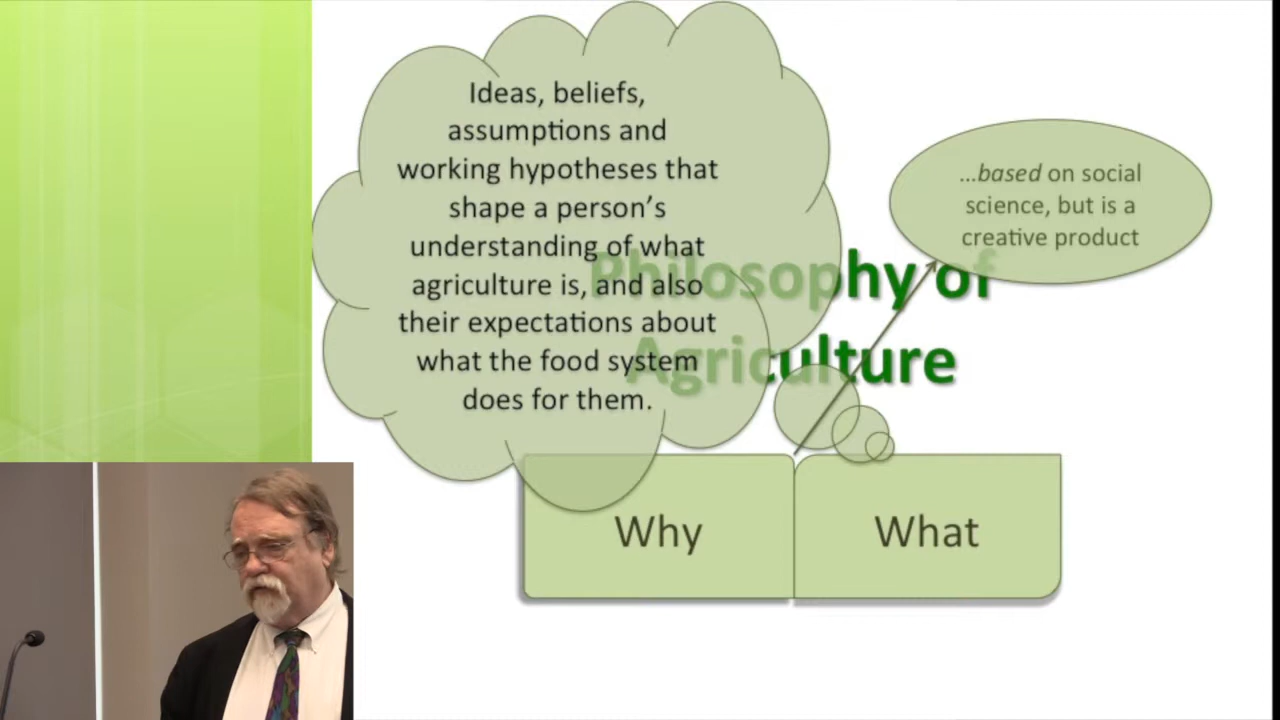 Ideas, beliefs,
assumptions and
working hypotheses that
shape a person's
understanding of what
agriculture is, and also
their expectations about
what the food system
does for them.
…based on social
science, but is a
creative product
Philosophy of
Agriculture
Why
What